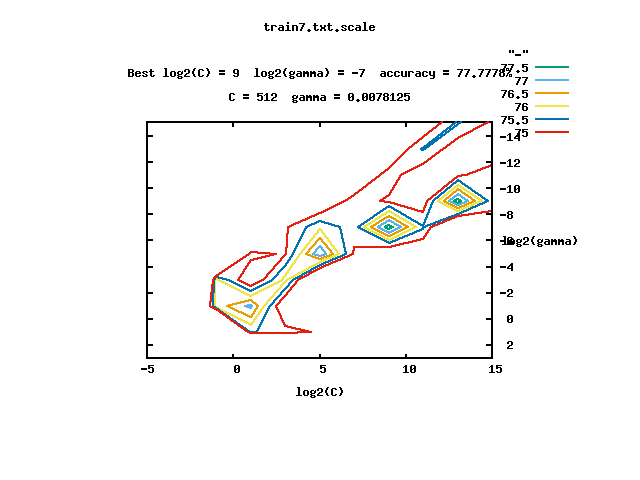 train7.txt.scale
"-"
Best log2(C) = 9  log2(gamma) = -7  accuracy = 77.7778%
77.5
77
C = 512  gamma = 0.0078125
76.5
76
75.5
75
-14
-12
-10
-8
-6
log2(gamma)
-4
-2
0
2
-5 0 5 10 15
log2(C)